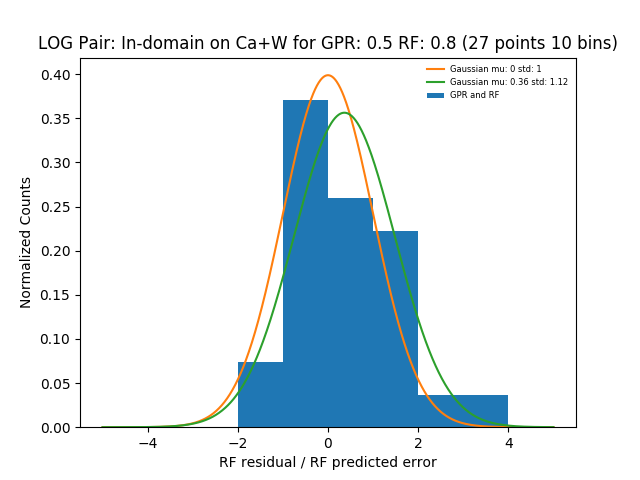 LOG Pair: In-domain on Ca+W for GPR: 0.5 RF: 0.8 (27 points 10 bins)
Gaussian mu: 0 std: 1
Gaussian mu: 0.36 std: 1.12
GPR and RF
0.40
0.35
0.30
0.25
0.20
0.15
0.10
0.05
0.00
Normalized Counts
−4 −2 0 2 4
RF residual / RF predicted error